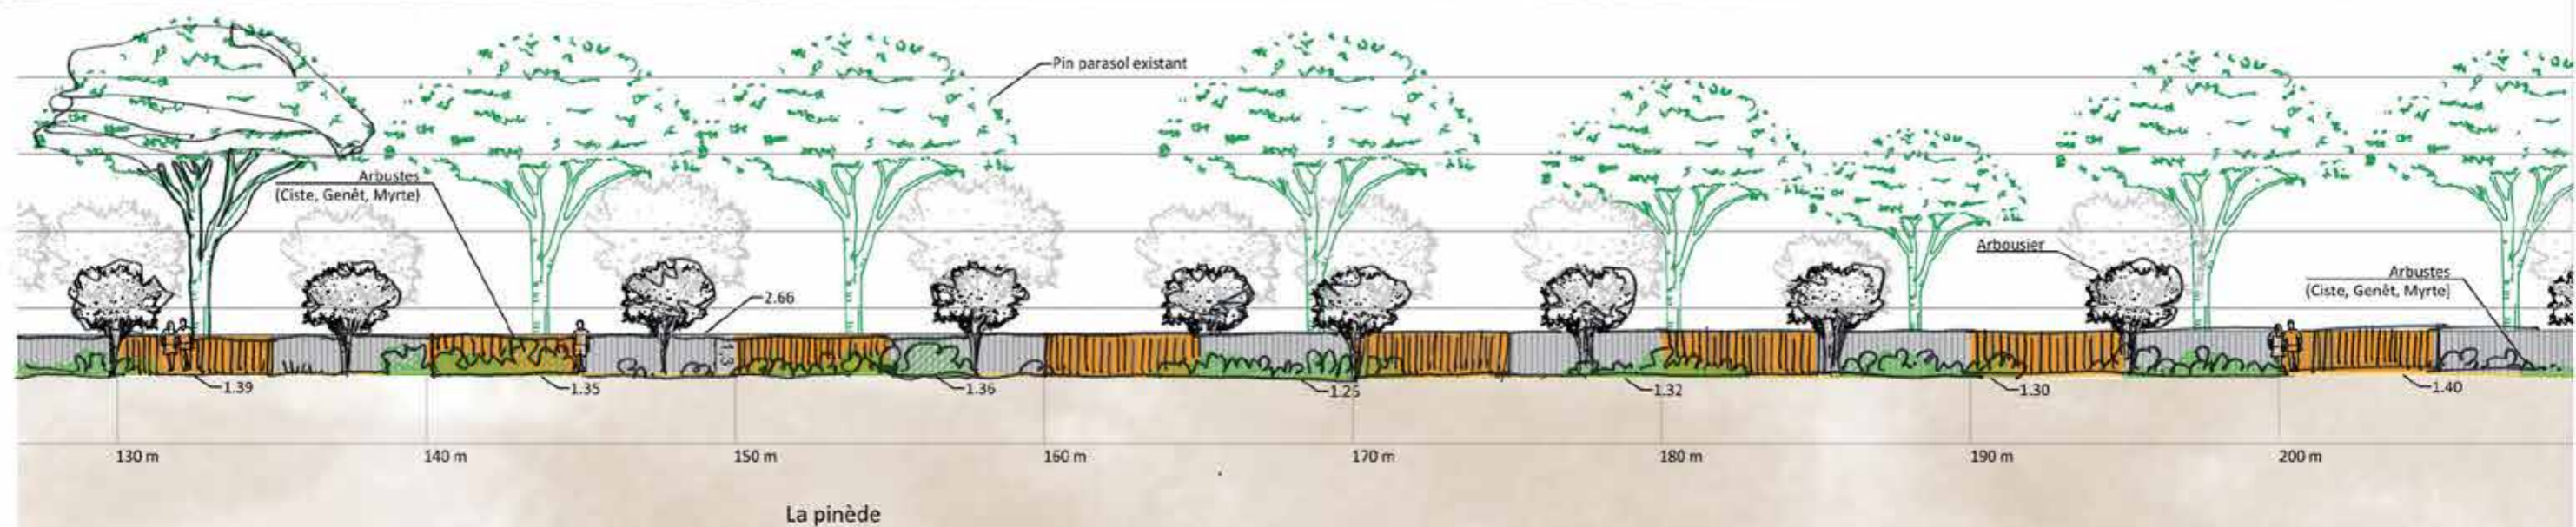 Pin parasol existant
Arbustes
(Ciste, Genêt, Myrte)
Arbousier
Arbustes
(Ciste, Genêt, Myrte)
2.66
1.3
1.39
1.35
1.36
1.25
1.32
1.30
1.40
130 m
140 m
150 m
160 m
170 m
180 m
190 m
200 m
La pinède